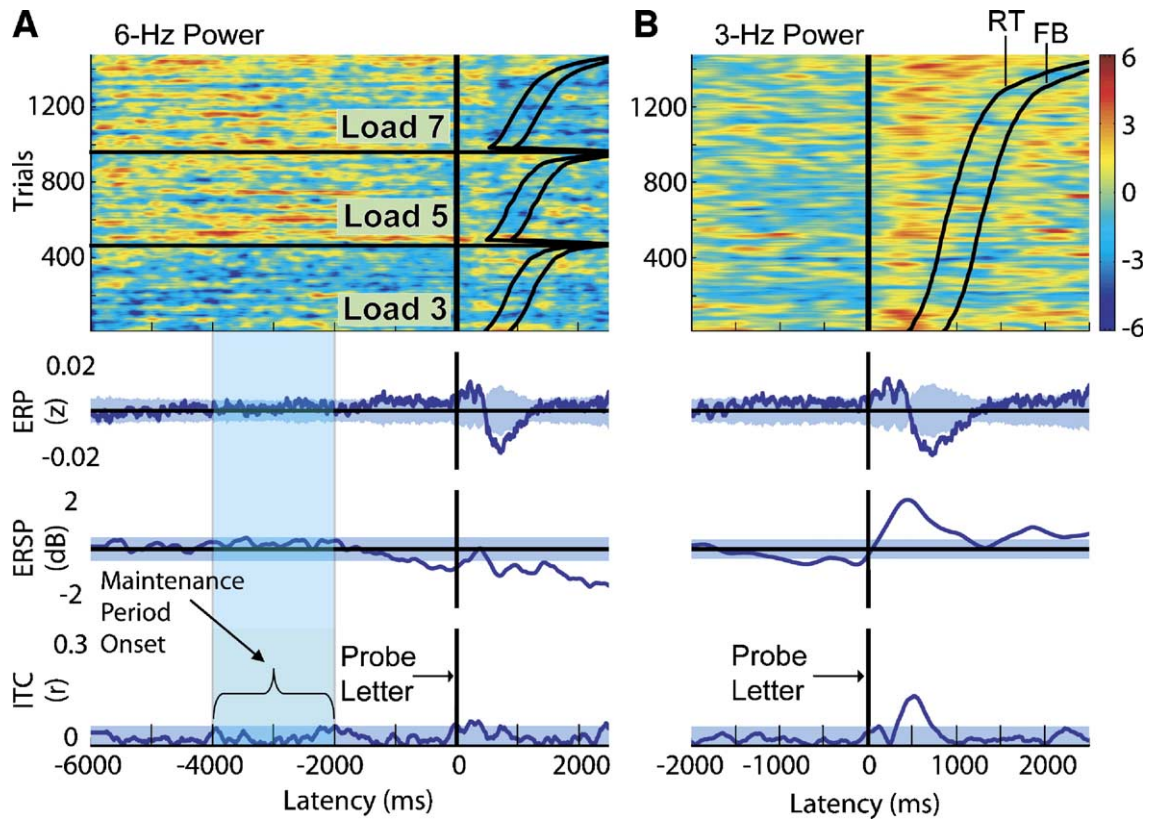 A
6-Hz Power
B
3-Hz Power
RT
FB
Trials
1200
800
400
Load 7
Load 5
Load 3
1200
800
400
6
3
0
-3
-6
ERP
(z)
0.02
-0.02
ERSP
(dB)
2
-2
Maintenance
Period
Onset
ITC
(r)
0.3
0
Probe
Letter
Probe
Letter
-6000 -4000 -2000 0 2000
Latency (ms)
-2000 -1000 0 1000 2000
Latency (ms)